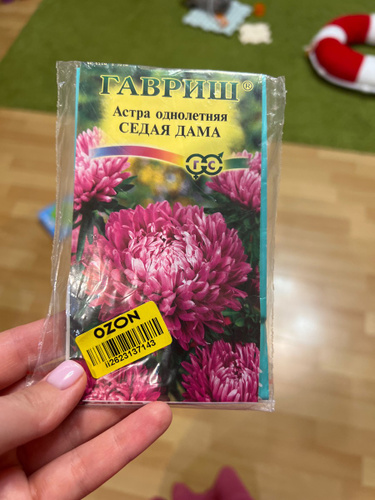 ГАВРИШ®
Астра однолетняя
СЕДАЯ ДАМА
Г С
OZON
ii2623137143